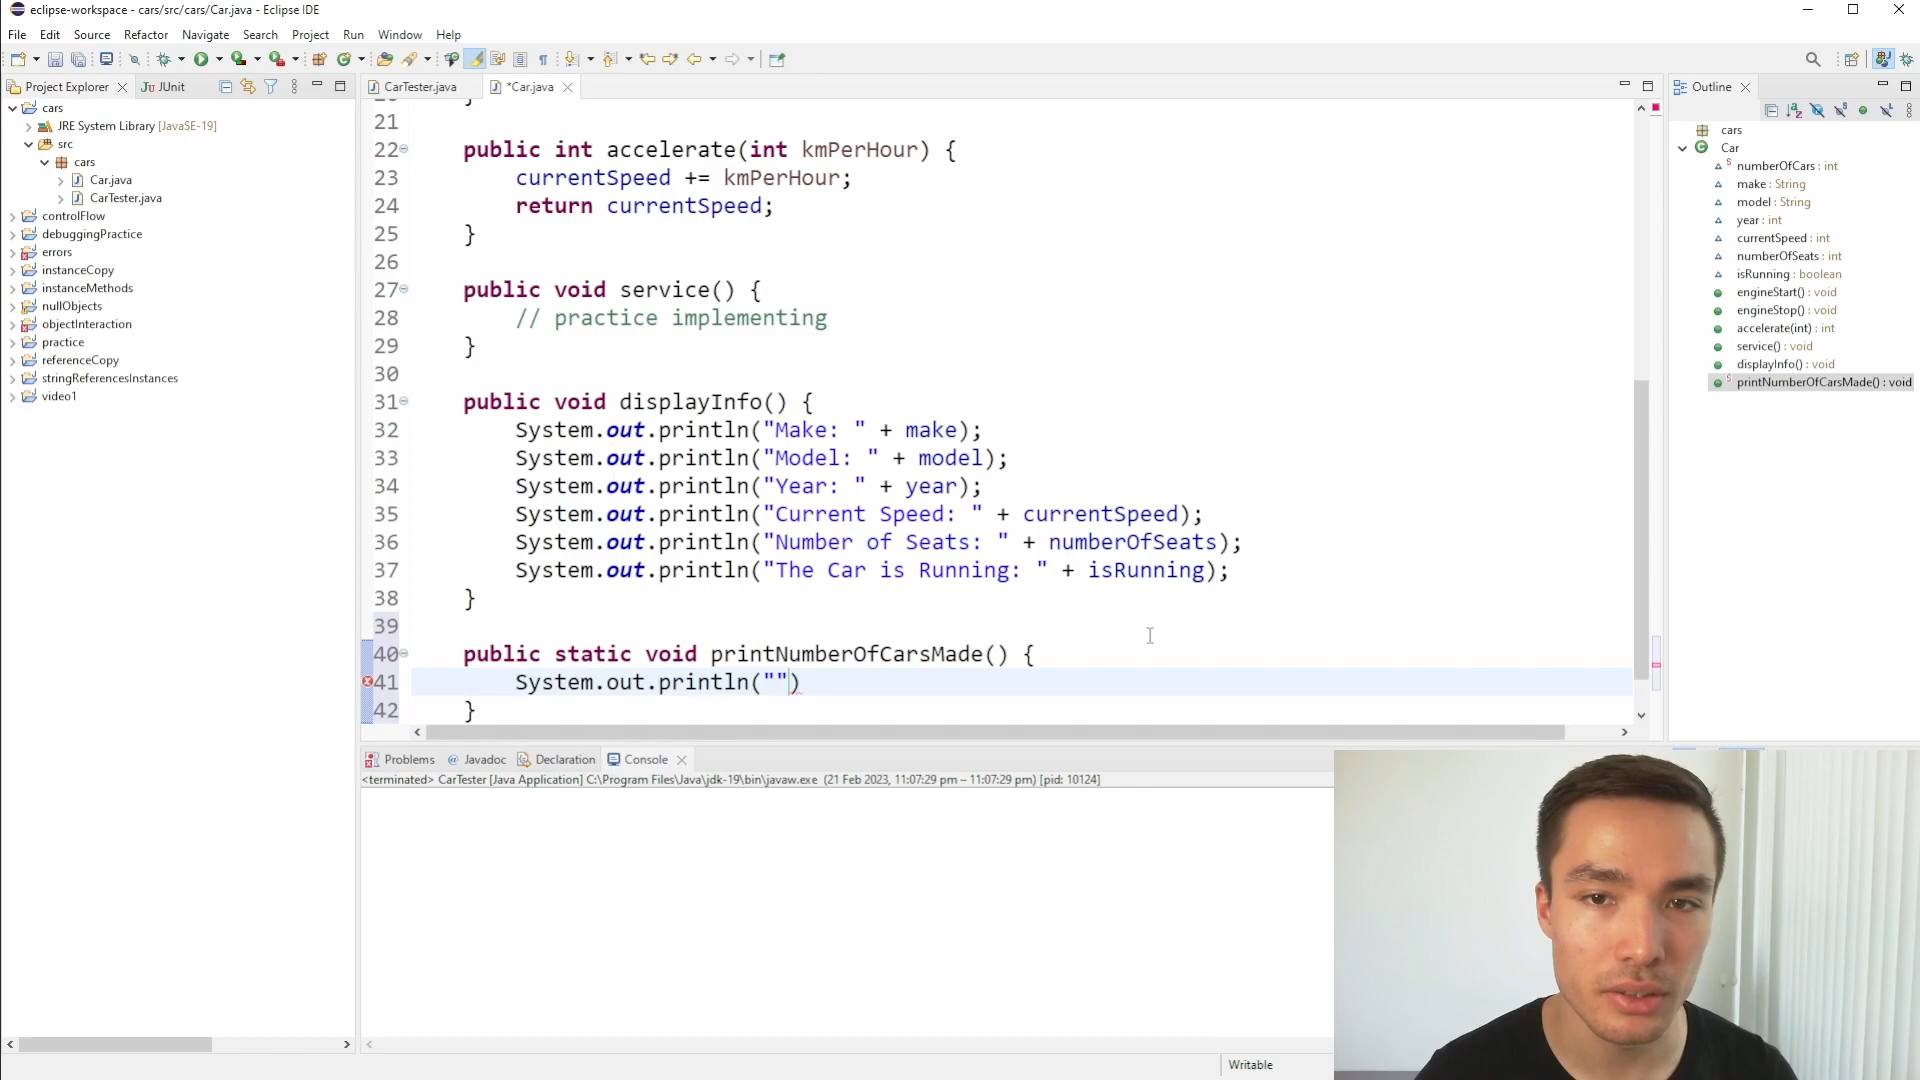 eclipse-workspace - cars/src/cars/Car.java - Eclipse IDE
File Edit Source Refactor Navigate Search Project Run Window Help
Project Explorer
JUnit
cars
JRE System Library [JavaSE-19]
src
cars
Car.java
CarTester.java
controlFlow
debuggingPractice
errors
instanceCopy
instanceMethods
nullObjects
objectInteraction
practice
referenceCopy
stringReferencesInstances
video1
CarTester.java
*Car.java
21
22 public int accelerate(int kmPerHour) {
23 currentSpeed += kmPerHour;
24 return currentSpeed;
25 }
26
27 public void service() {
28 // practice implementing
29 }
30
31 public void displayInfo() {
32 System.out.println("Make: " + make);
33 System.out.println("Model: " + model);
34 System.out.println("Year: " + year);
35 System.out.println("Current Speed: " + currentSpeed);
36 System.out.println("Number of Seats: " + numberOfSeats);
37 System.out.println("The Car is Running: " + isRunning);
38 }
39
40 public static void printNumberOfCarsMade() {
41 System.out.println("")
42 }
Outline
cars
Car
numberOfCars : int
make : String
model : String
year : int
currentSpeed : int
numberOfSeats : int
isRunning : boolean
engineStart() : void
engineStop() : void
accelerate(int) : int
service() : void
displayInfo() : void
printNumberOfCarsMade() : void
Problems Javadoc Declaration Console
<terminated> CarTester [Java Application] C:\Program Files\Java\jdk-19\bin\javaw.exe (21 Feb 2023, 11:07:29 pm – 11:07:29 pm) [pid: 10124]
Writable